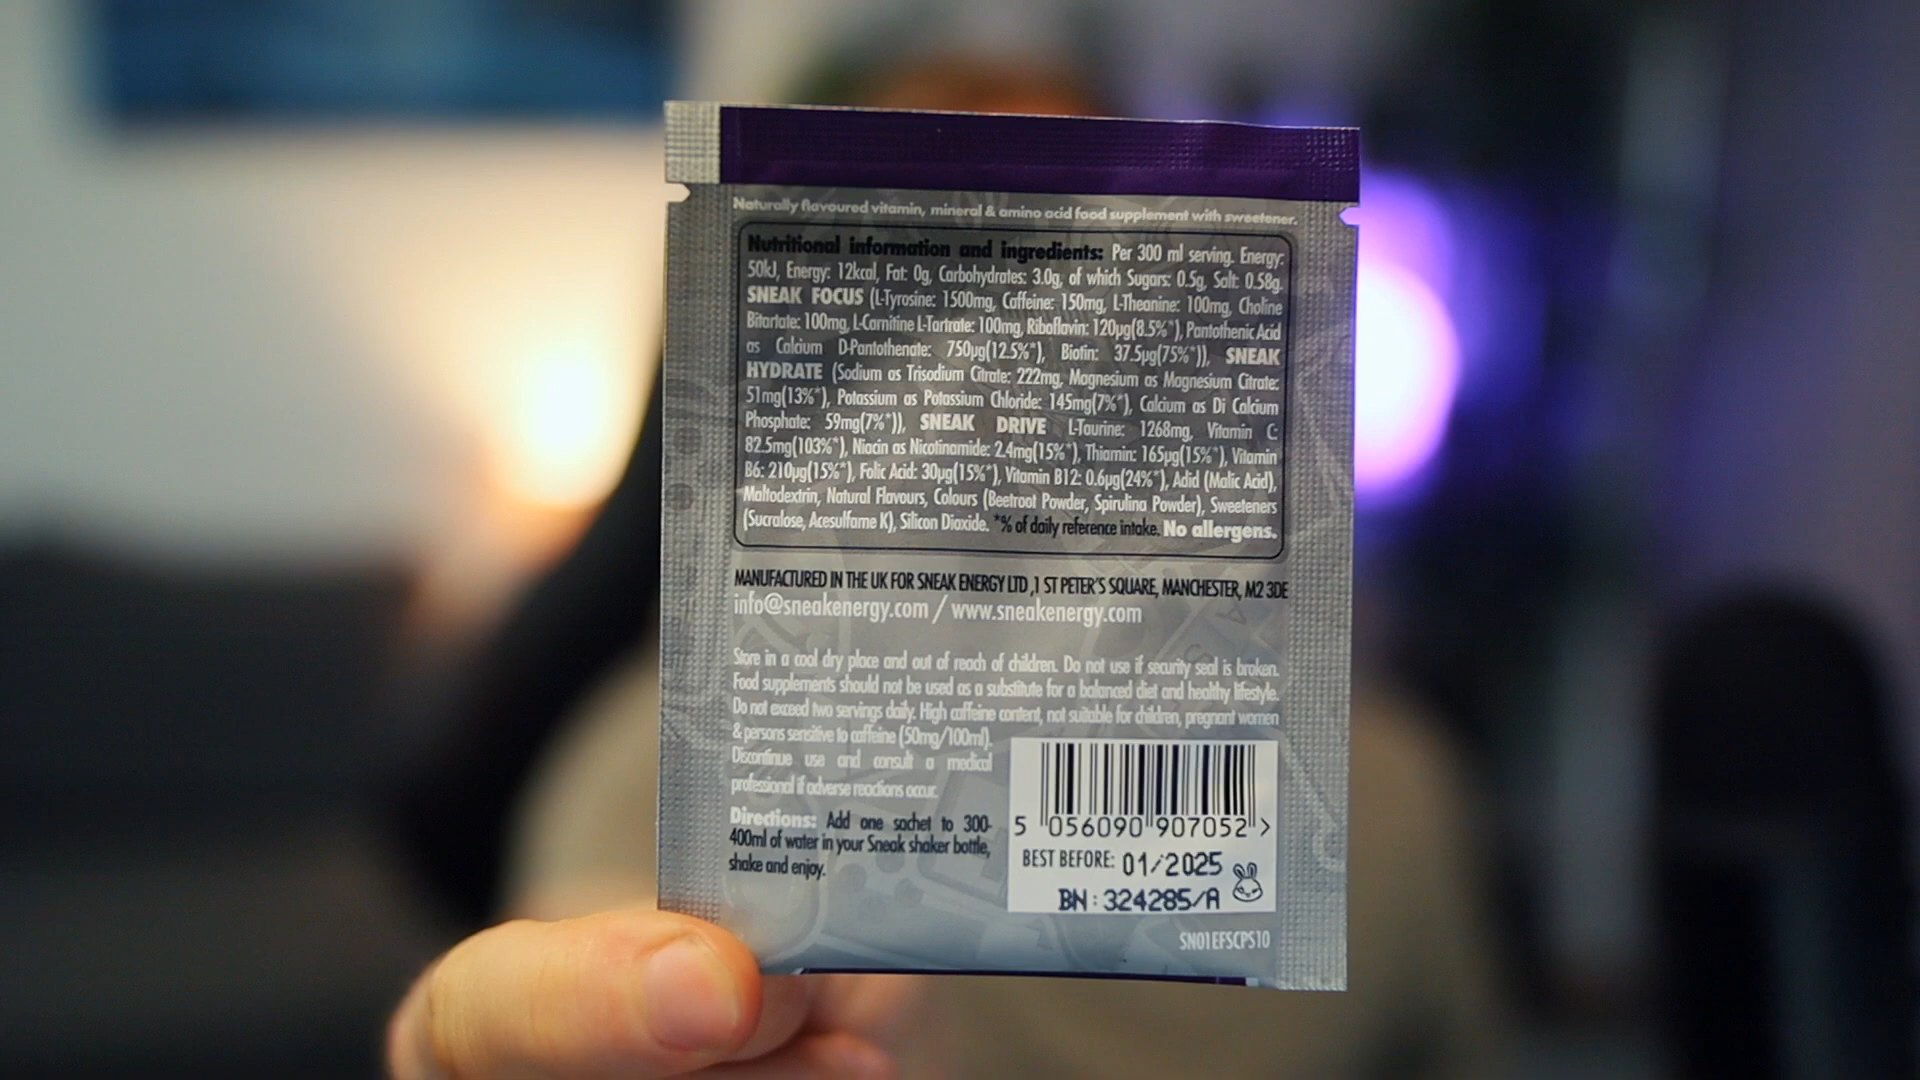 Naturally flavoured vitamin, mineral & amino acid food supplement with sweetener.
Nutritional information and ingredients: Per 300 ml serving. Energy:
50kJ, Energy: 12kcal, Fat: 0g, Carbohydrates: 3.0g, of which Sugars: 0.5g, Salt: 0.58g.
SNEAK FOCUS (L-Tyrosine: 1500mg, Caffeine: 150mg, L-Theanine: 100mg, Choline
Bitartate: 100mg, L-Carnitine L-Tartrate: 100mg, Riboflavin: 120µg(8.5%*), Pantothenic Acid
as Calcium D-Pantothenate: 750µg(12.5%*), Biotin: 37.5µg(75%*)), SNEAK
HYDRATE (Sodium as Trisodium Citrate: 222mg, Magnesium as Magnesium Citrate:
51mg(13%*), Potassium as Potassium Chloride: 145mg(7%*), Calcium as Di Calcium
Phosphate: 59mg(7%*)), SNEAK DRIVE L-Taurine: 1268mg, Vitamin C:
82.5mg(103%*), Niacin as Nicotinamide: 2.4mg(15%*), Thiamin: 165µg(15%*), Vitamin
B6: 210µg(15%*), Folic Acid: 30µg(15%*), Vitamin B12: 0.6µg(24%*), Adid (Malic Acid),
Maltodextrin, Natural Flavours, Colours (Beetroot Powder, Spirulina Powder), Sweeteners
(Sucralose, Acesulfame K), Silicon Dioxide. *% of daily reference intake. No allergens.
MANUFACTURED IN THE UK FOR SNEAK ENERGY LTD ,1 ST PETER'S SQUARE, MANCHESTER, M2 3DE
info@sneakenergy.com / www.sneakenergy.com
Store in a cool dry place and out of reach of children. Do not use if security seal is broken.
Food supplements should not be used as a substitute for a balanced diet and healthy lifestyle.
Do not exceed two servings daily. High caffeine content, not suitable for children, pregnant women
& persons sensitive to caffeine (50mg/100ml).
Discontinue use and consult a medical
professional if adverse reactions occur.
Directions: Add one sachet to 300-
400ml of water in your Sneak shaker bottle,
shake and enjoy.
5 056090 907052 >
BEST BEFORE: 01/2025
BN: 324285/A
SN01EFSCPS10